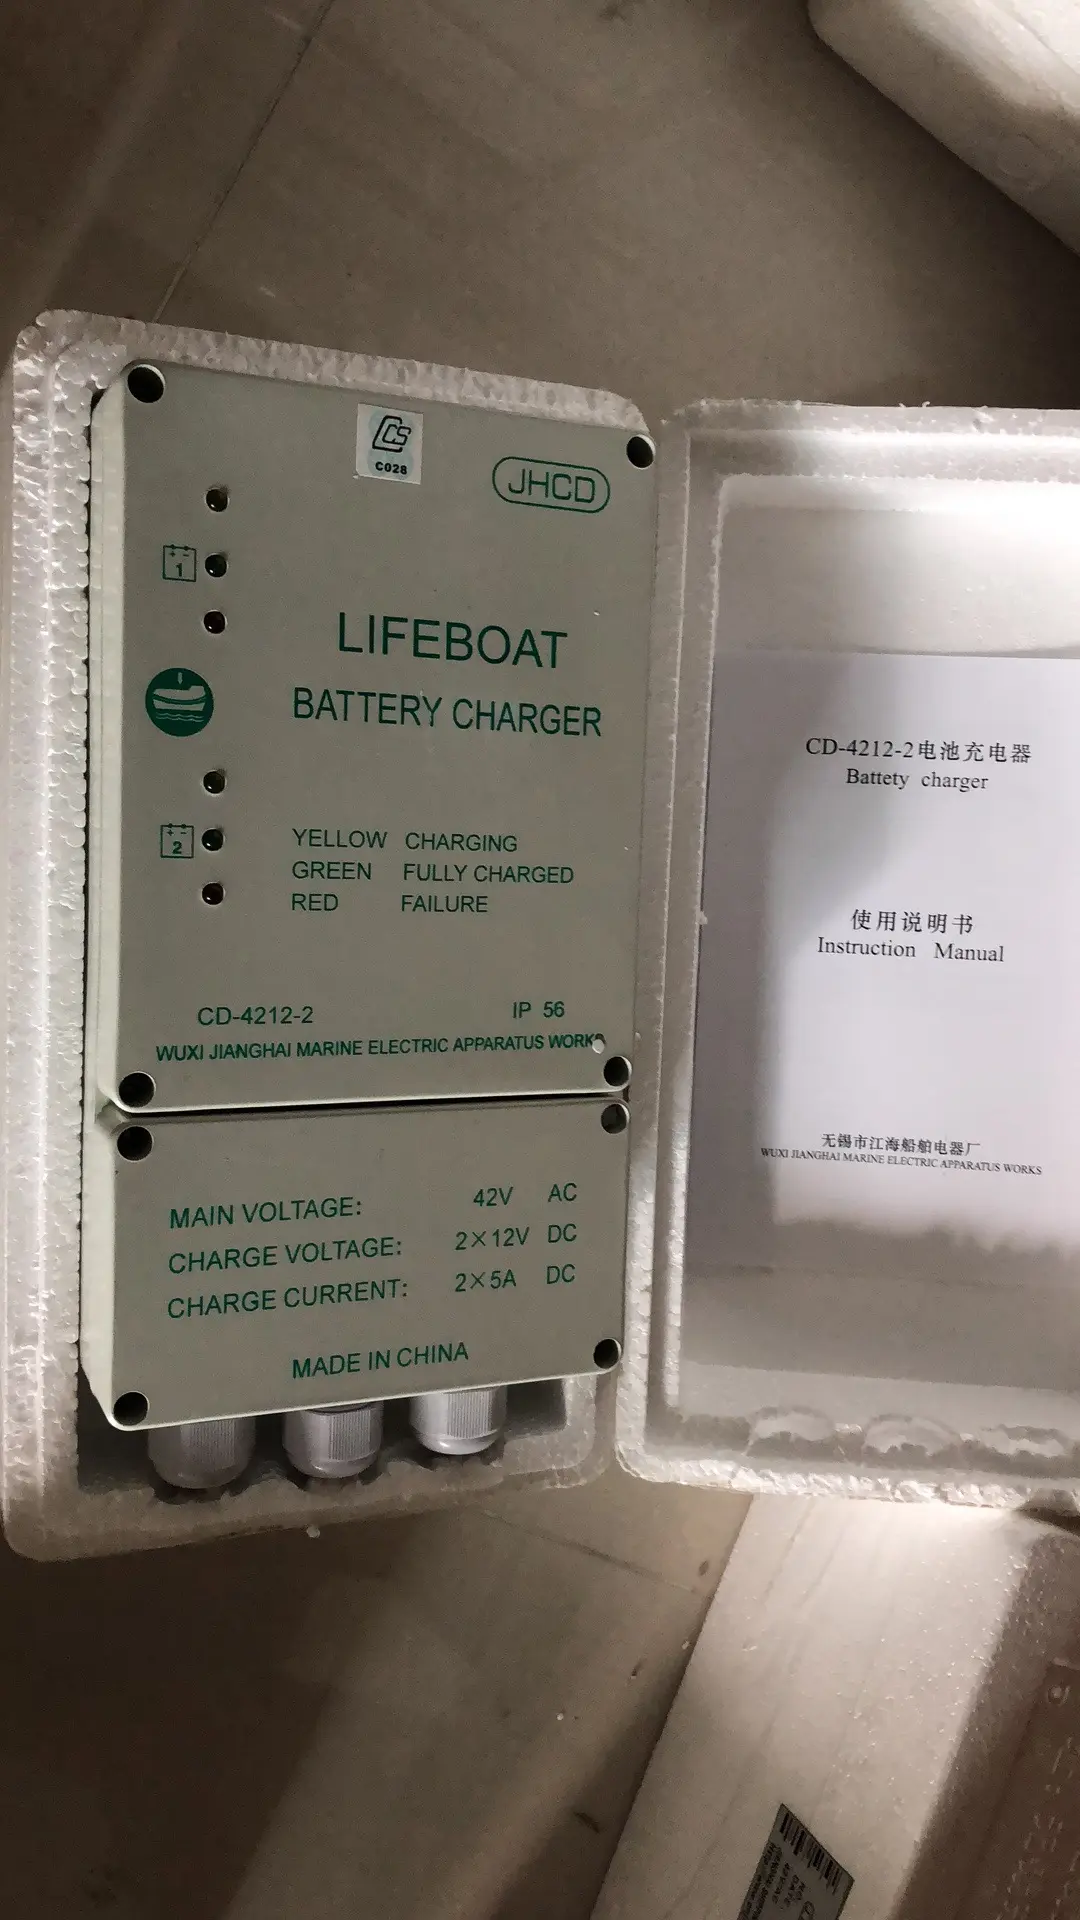 CCS
C028
JHCD
+ -
1
LIFEBOAT
BATTERY CHARGER
+ -
2
YELLOW CHARGING
GREEN FULLY CHARGED
RED FAILURE
CD-4212-2 IP 56
WUXI JIANGHAI MARINE ELECTRIC APPARATUS WORKS
MAIN VOLTAGE: 42V AC
CHARGE VOLTAGE: 2×12V DC
CHARGE CURRENT: 2×5A DC
MADE IN CHINA
CD-4212-2电池充电器
Battety charger
使用说明书
Instruction Manual
无锡市江海船舶电器厂
WUXI JIANGHAI MARINE ELECTRIC APPARATUS WORKS